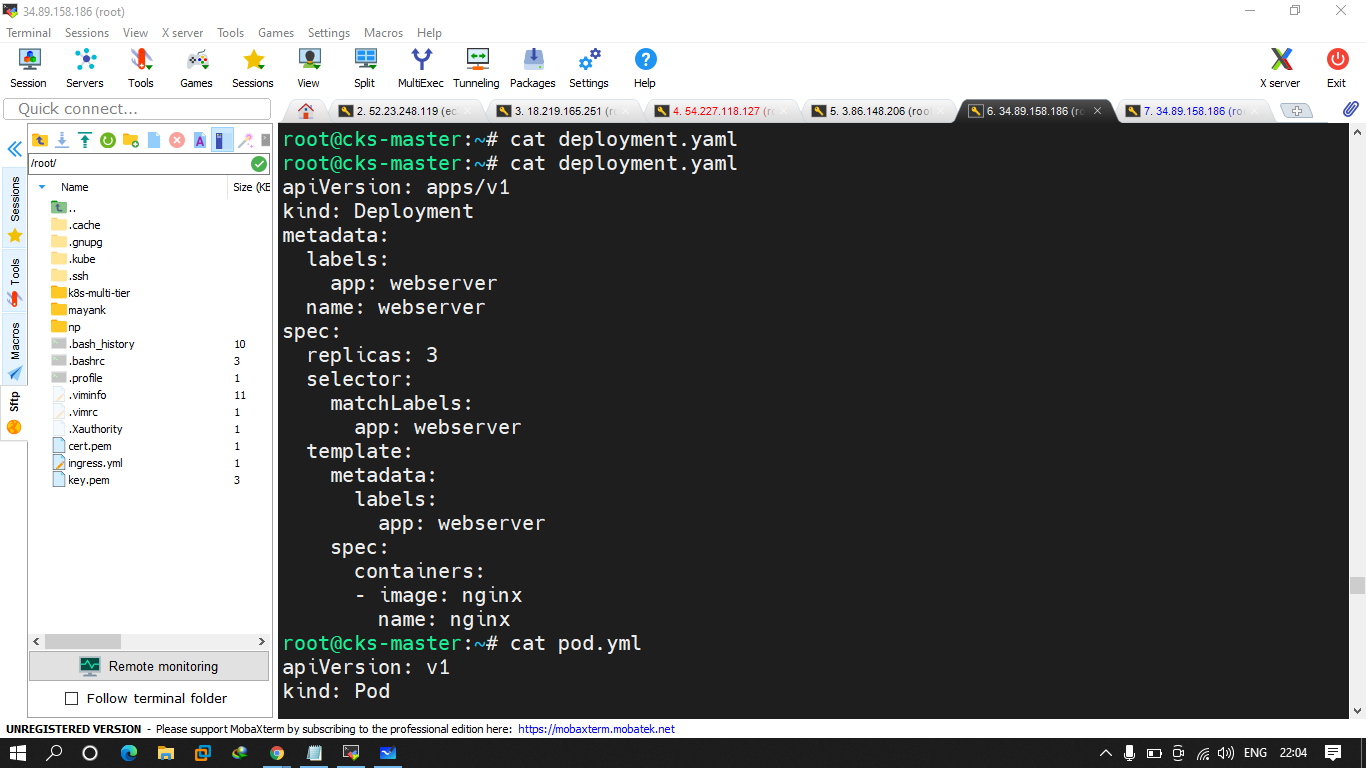 34.89.158.186 (root)
Terminal Sessions View X server Tools Games Settings Macros Help
Session Servers Tools Games Sessions View Split MultiExec Tunneling Packages Settings Help X server Exit
Quick connect...
2. 52.23.248.119 (ec
3. 18.219.165.251 (ro
4. 54.227.118.127 (ro
5. 3.86.148.206 (root
6. 34.89.158.186 (ro
7. 34.89.158.186 (ro
Sessions
Tools
Macros
Sftp
/root/
Name Size (KB
..
.cache
.gnupg
.kube
.ssh
k8s-multi-tier
mayank
np
.bash_history 10
.bashrc 3
.profile 1
.viminfo 11
.vimrc 1
.Xauthority 1
cert.pem 1
ingress.yml 1
key.pem 3
Remote monitoring
Follow terminal folder
root@cks-master:~# cat deployment.yaml
root@cks-master:~# cat deployment.yaml
apiVersion: apps/v1
kind: Deployment
metadata:
  labels:
    app: webserver
  name: webserver
spec:
  replicas: 3
  selector:
    matchLabels:
      app: webserver
  template:
    metadata:
      labels:
        app: webserver
    spec:
      containers:
      - image: nginx
        name: nginx
root@cks-master:~# cat pod.yml
apiVersion: v1
kind: Pod
UNREGISTERED VERSION - Please support MobaXterm by subscribing to the professional edition here: https://mobaxterm.mobatek.net
ENG 22:04